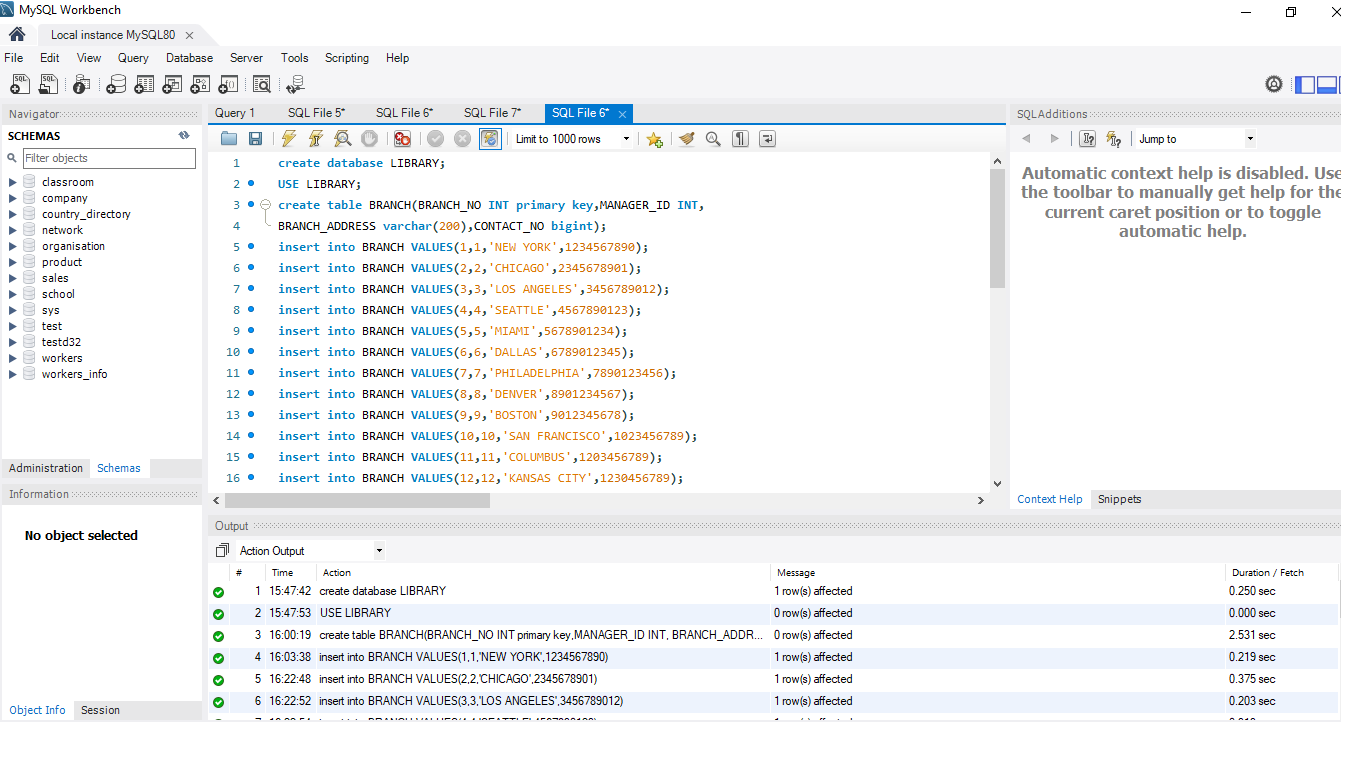 MySQL Workbench
Local instance MySQL80
File Edit View Query Database Server Tools Scripting Help
Navigator
SCHEMAS
Filter objects
classroom
company
country_directory
network
organisation
product
sales
school
sys
test
testd32
workers
workers_info
Administration Schemas
Information
No object selected
Object Info Session
Query 1 SQL File 5* SQL File 6* SQL File 7* SQL File 6*
Limit to 1000 rows
1 create database LIBRARY;
2 USE LIBRARY;
3 create table BRANCH(BRANCH_NO INT primary key,MANAGER_ID INT,
4 BRANCH_ADDRESS varchar(200),CONTACT_NO bigint);
5 insert into BRANCH VALUES(1,1,'NEW YORK',1234567890);
6 insert into BRANCH VALUES(2,2,'CHICAGO',2345678901);
7 insert into BRANCH VALUES(3,3,'LOS ANGELES',3456789012);
8 insert into BRANCH VALUES(4,4,'SEATTLE',4567890123);
9 insert into BRANCH VALUES(5,5,'MIAMI',5678901234);
10 insert into BRANCH VALUES(6,6,'DALLAS',6789012345);
11 insert into BRANCH VALUES(7,7,'PHILADELPHIA',7890123456);
12 insert into BRANCH VALUES(8,8,'DENVER',8901234567);
13 insert into BRANCH VALUES(9,9,'BOSTON',9012345678);
14 insert into BRANCH VALUES(10,10,'SAN FRANCISCO',1023456789);
15 insert into BRANCH VALUES(11,11,'COLUMBUS',1203456789);
16 insert into BRANCH VALUES(12,12,'KANSAS CITY',1230456789);
SQLAdditions
Jump to
Automatic context help is disabled. Use
the toolbar to manually get help for the
current caret position or to toggle
automatic help.
Context Help Snippets
Output
Action Output
# Time Action Message Duration / Fetch
1 15:47:42 create database LIBRARY 1 row(s) affected 0.250 sec
2 15:47:53 USE LIBRARY 0 row(s) affected 0.000 sec
3 16:00:19 create table BRANCH(BRANCH_NO INT primary key,MANAGER_ID INT, BRANCH_ADDR... 0 row(s) affected 2.531 sec
4 16:03:38 insert into BRANCH VALUES(1,1,'NEW YORK',1234567890) 1 row(s) affected 0.219 sec
5 16:22:48 insert into BRANCH VALUES(2,2,'CHICAGO',2345678901) 1 row(s) affected 0.375 sec
6 16:22:52 insert into BRANCH VALUES(3,3,'LOS ANGELES',3456789012) 1 row(s) affected 0.203 sec